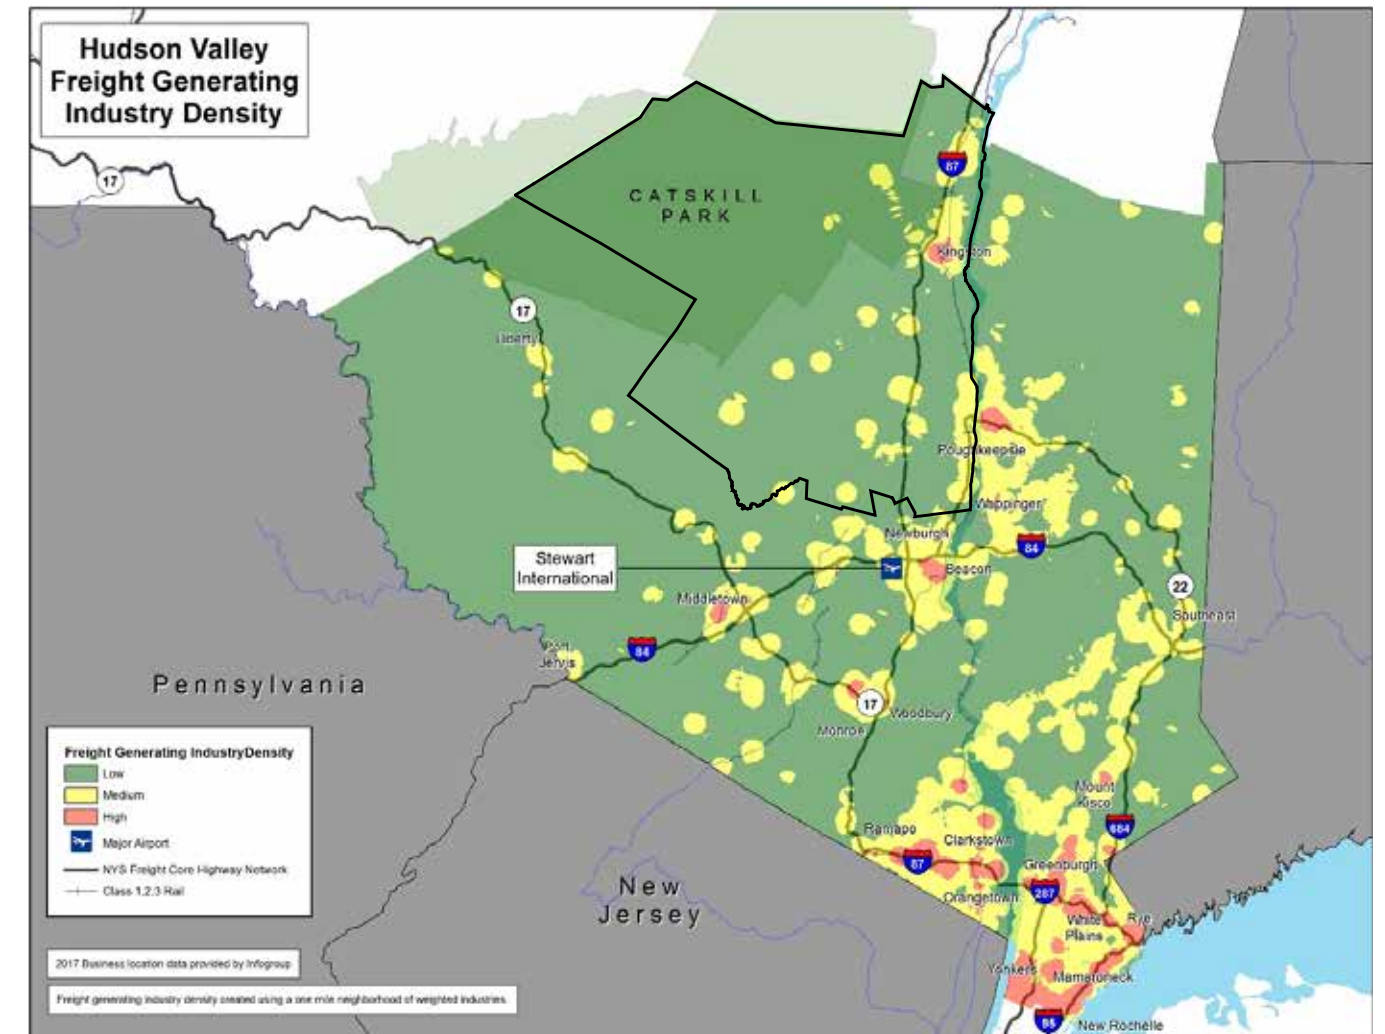 Hudson Valley
Freight Generating
Industry Density
17
87
CATSKILL
PARK
Kingston
17
Liberty
Poughkeepsie
Wappinger
Newburgh
84
Stewart
International
Beacon
22
Middletown
Southeast
Port
Jervis
84
Pennsylvania
17
Woodbury
Monroe
Freight Generating IndustryDensity
Low
Medium
High
Major Airport
NYS Freight Core Highway Network
Class 1,2,3 Rail
Mount
Kisco
684
Ramapo
Clarkstown
87
Greenburgh
New
Jersey
Orangetown
287
White
Plains
Rye
2017 Business location data provided by Infogroup
Yonkers
Mamaroneck
Freight generating industry density created using a one mile neighborhood of weighted industries.
95
New Rochelle